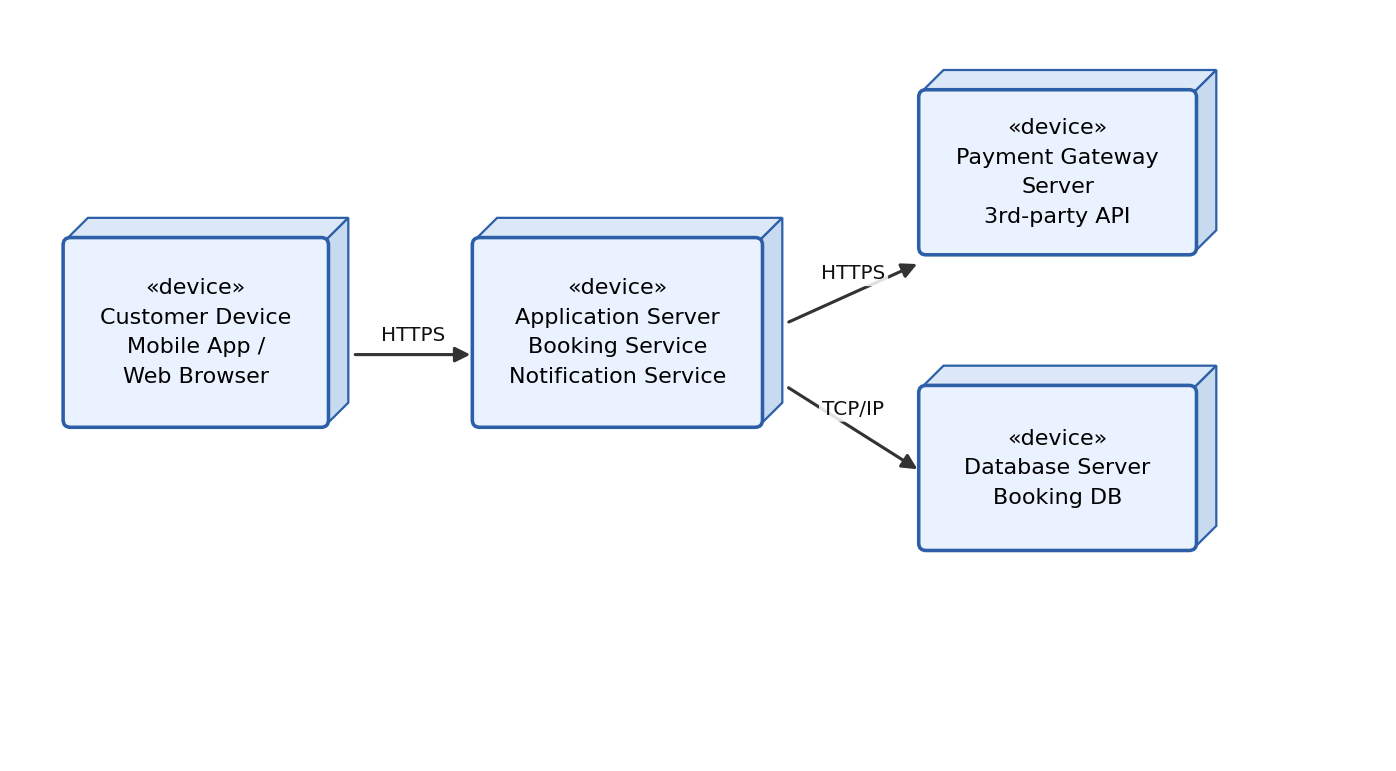 «device»
Customer Device
Mobile App /
Web Browser
HTTPS
«device»
Application Server
Booking Service
Notification Service
HTTPS
TCP/IP
«device»
Payment Gateway
Server
3rd-party API
«device»
Database Server
Booking DB